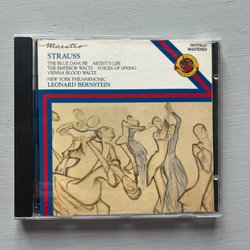 Maestro
DIGITALLY
MASTERED
STRAUSS
THE BLUE DANUBE ARTIST'S LIFE
THE EMPEROR WALTZ VOICES OF SPRING
VIENNA BLOOD WALTZ
NEW YORK PHILHARMONIC
LEONARD BERNSTEIN